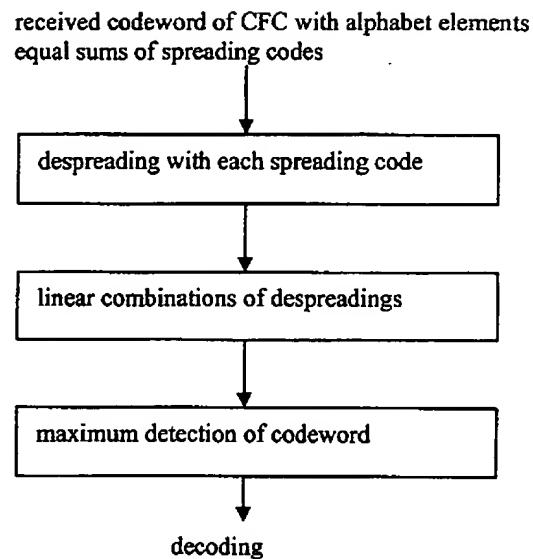 received codeword of CFC with alphabet elements
equal sums of spreading codes
despreading with each spreading code
linear combinations of despreadings
maximum detection of codeword
decoding